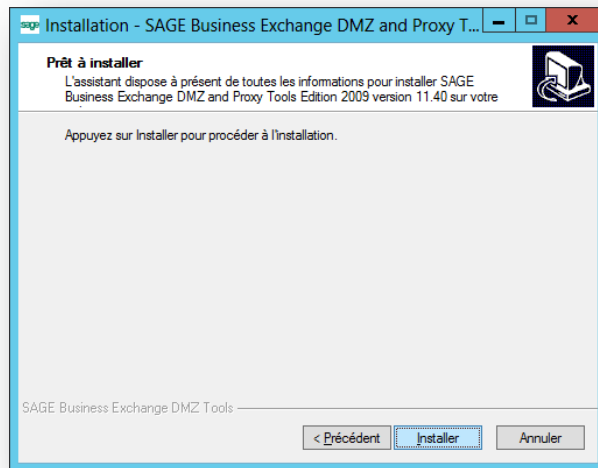 sage Installation - SAGE Business Exchange DMZ and Proxy T...
Prêt à installer
L'assistant dispose à présent de toutes les informations pour installer SAGE
Business Exchange DMZ and Proxy Tools Edition 2009 version 11.40 sur votre
Appuyez sur Installer pour procéder à l'installation.
SAGE Business Exchange DMZ Tools
< Précédent Installer Annuler